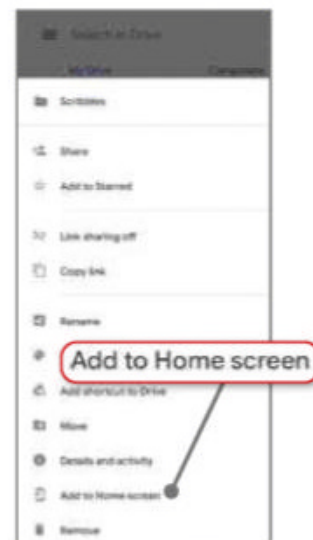 Search in Drive
My Drive
Computers
Scribbles
Share
Add to Starred
Link sharing off
Copy link
Rename
Add to Home screen
Add shortcut to Drive
Move
Details and activity
Add to Home screen
Remove